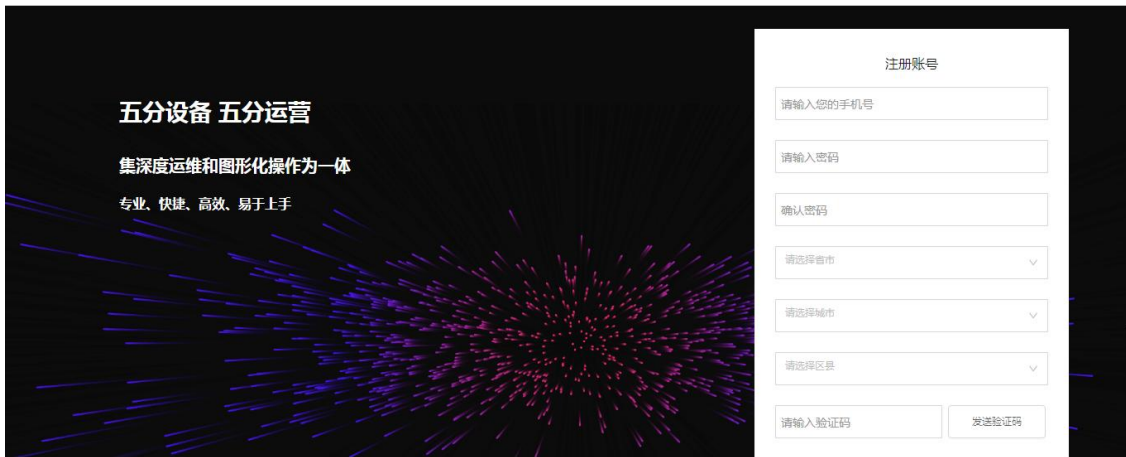 五分设备 五分运营
集深度运维和图形化操作为一体
专业、快捷、高效、易于上手
注册账号
请输入您的手机号
请输入密码
确认密码
请选择省市
请选择城市
请选择区县
请输入验证码
发送验证码